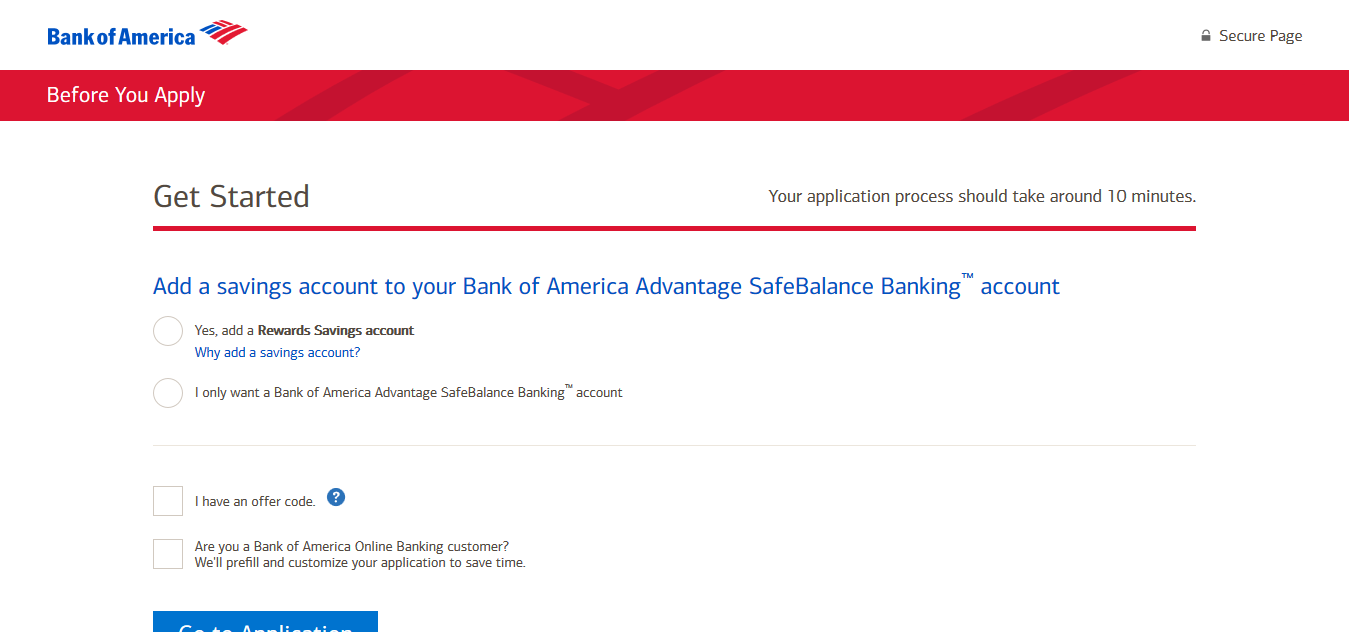 Bank of America
Secure Page
Before You Apply
Get Started
Your application process should take around 10 minutes.
Add a savings account to your Bank of America Advantage SafeBalance Banking™ account
Yes, add a Rewards Savings account
Why add a savings account?
I only want a Bank of America Advantage SafeBalance Banking™ account
I have an offer code.
?
Are you a Bank of America Online Banking customer?
We'll prefill and customize your application to save time.
Go to Application